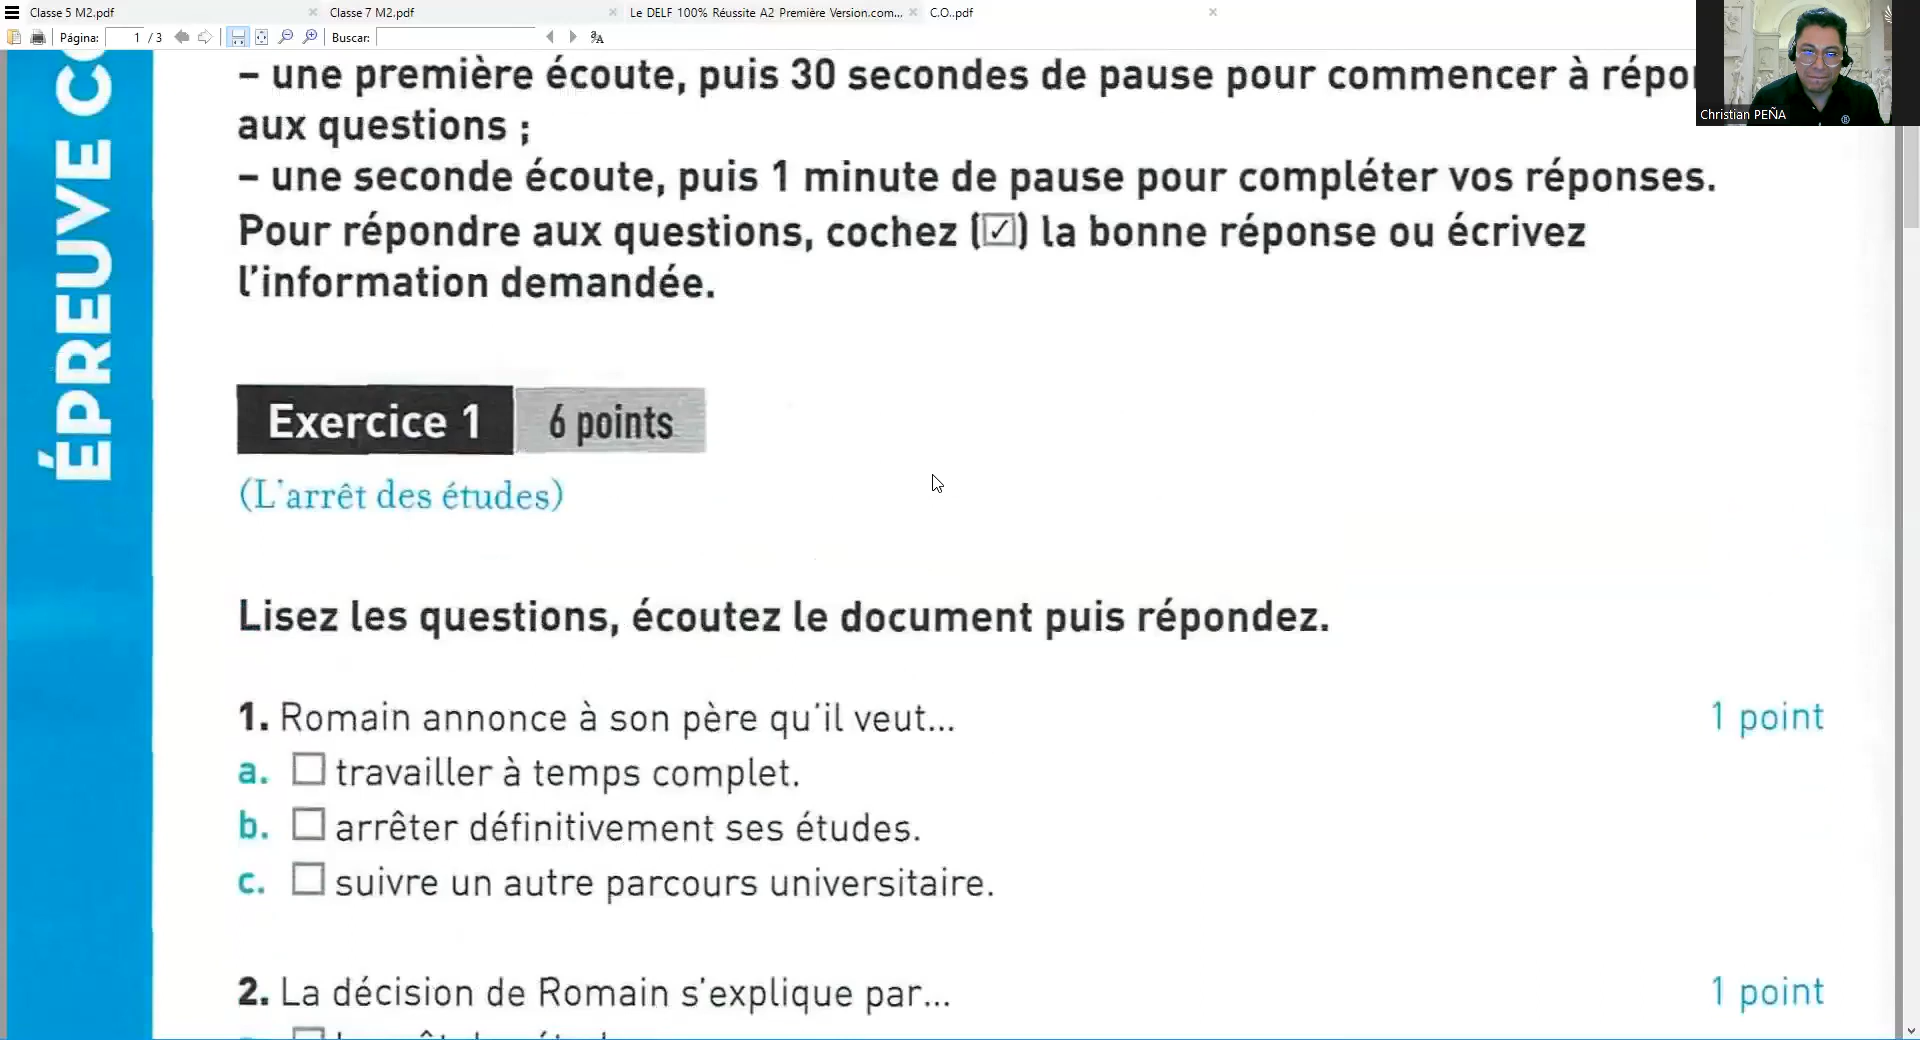 Classe 5 M2.pdf
Classe 7 M2.pdf
Le DELF 100% Réussite A2 Première Version.com...
C.O..pdf
Página: 1 / 3
Buscar:
Christian PEÑA
ÉPREUVE
– une première écoute, puis 30 secondes de pause pour commencer à
aux questions ;
– une seconde écoute, puis 1 minute de pause pour compléter vos réponses.
Pour répondre aux questions, cochez (☑) la bonne réponse ou écrivez
l'information demandée.
Exercice 1 6 points
(L'arrêt des études)
Lisez les questions, écoutez le document puis répondez.
1. Romain annonce à son père qu'il veut... 1 point
a. ☐ travailler à temps complet.
b. ☐ arrêter définitivement ses études.
c. ☐ suivre un autre parcours universitaire.
2. La décision de Romain s'explique par... 1 point